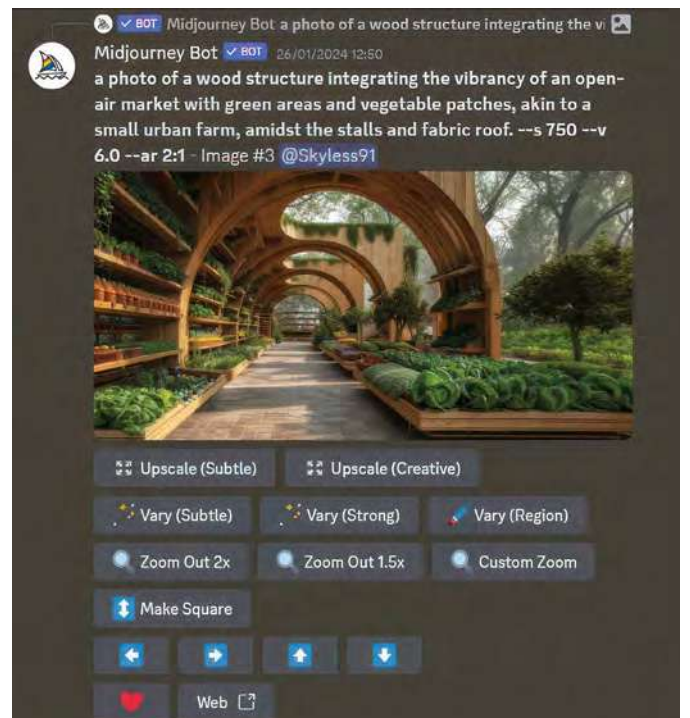 ✓ BOT Midjourney Bot a photo of a wood structure integrating the vi
Midjourney Bot ✓ BOT 26/01/2024 12:50
a photo of a wood structure integrating the vibrancy of an open-
air market with green areas and vegetable patches, akin to a
small urban farm, amidst the stalls and fabric roof. --s 750 --v
6.0 --ar 2:1 - Image #3 @Skyless91
Upscale (Subtle) Upscale (Creative)
Vary (Subtle) Vary (Strong) Vary (Region)
Zoom Out 2x Zoom Out 1.5x Custom Zoom
Make Square
Web